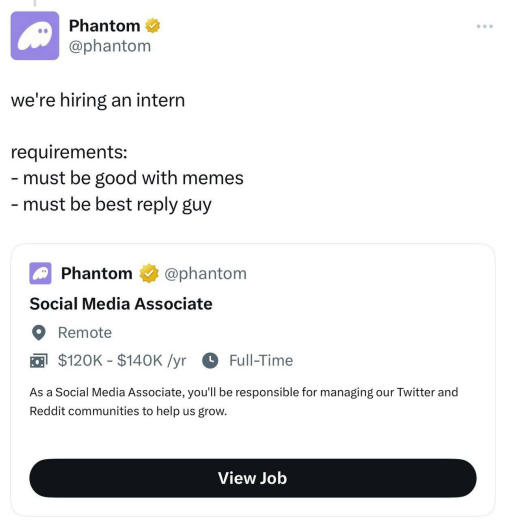 Phantom
@phantom
we're hiring an intern
requirements:
- must be good with memes
- must be best reply guy
Phantom @phantom
Social Media Associate
Remote
$120K - $140K /yr Full-Time
As a Social Media Associate, you'll be responsible for managing our Twitter and
Reddit communities to help us grow.
View Job